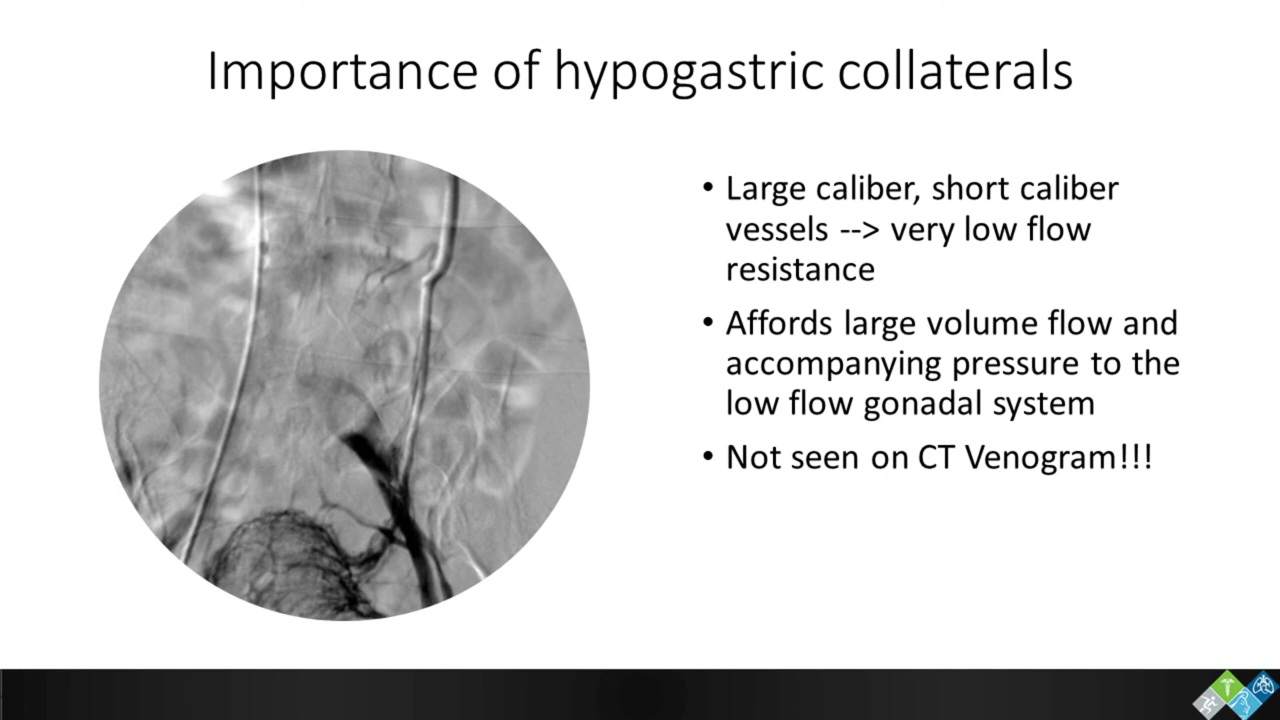 Importance of hypogastric collaterals
• Large caliber, short caliber
vessels --> very low flow
resistance
• Affords large volume flow and
accompanying pressure to the
low flow gonadal system
• Not seen on CT Venogram!!!